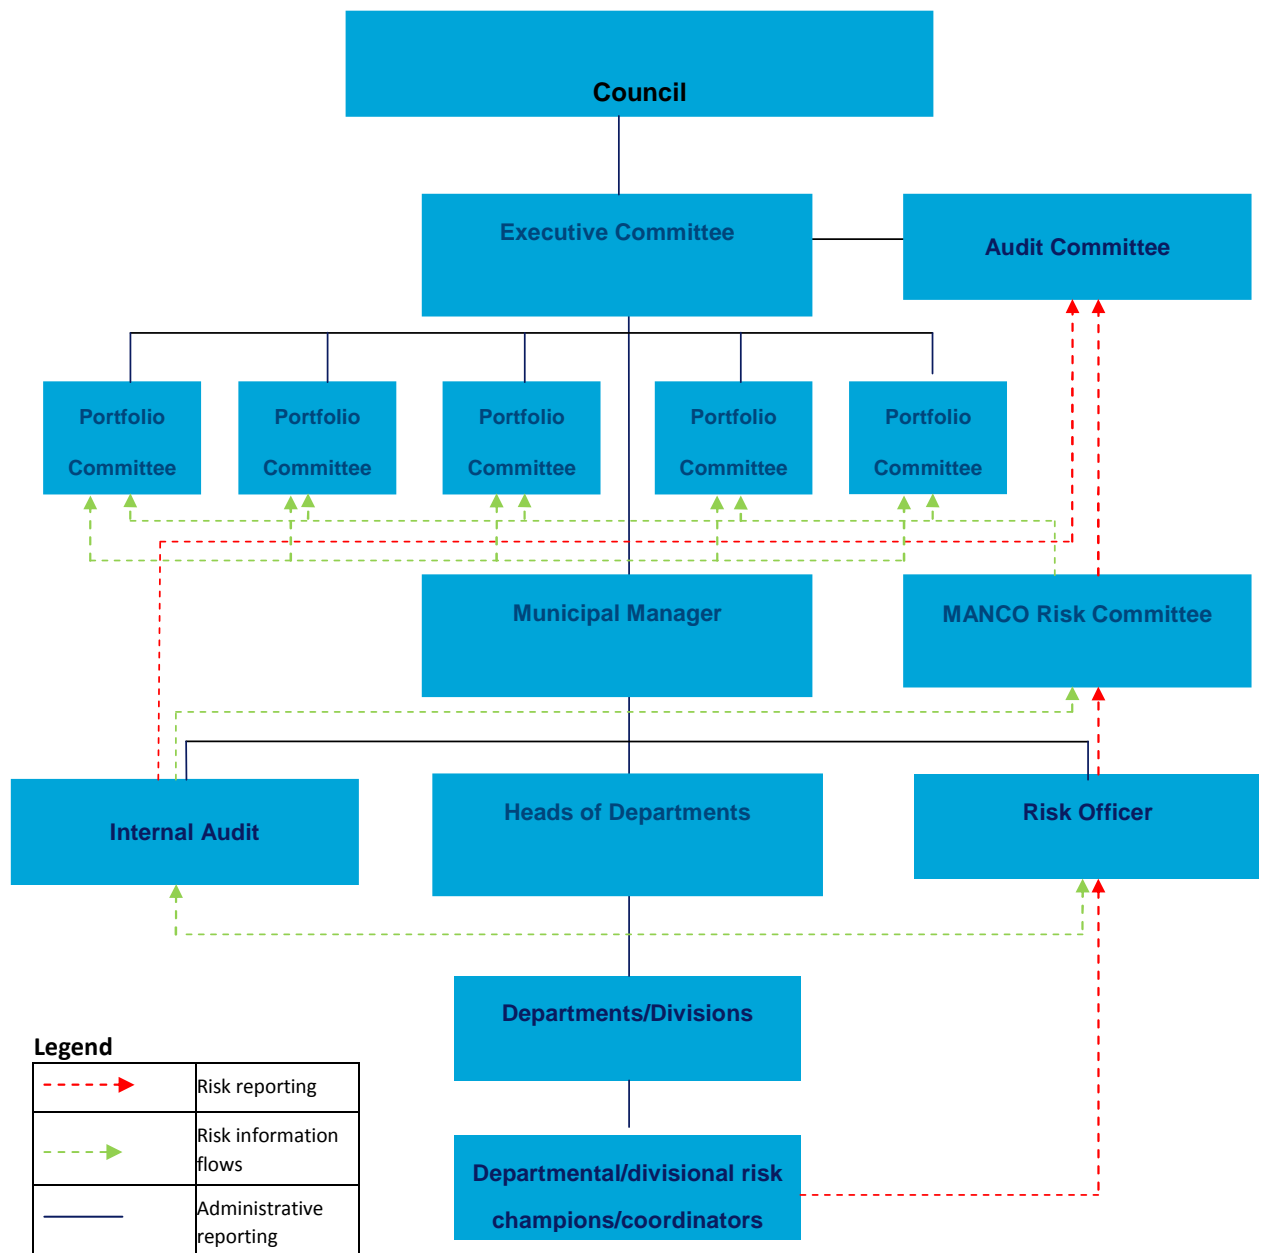 Council
Executive Committee
Audit Committee
Portfolio
Committee
Portfolio
Committee
Portfolio
Committee
Portfolio
Committee
Portfolio
Committee
Municipal Manager
MANCO Risk Committee
Internal Audit
Heads of Departments
Risk Officer
Departments/Divisions
Departmental/divisional risk
champions/coordinators
Legend
Risk reporting
Risk information
flows
Administrative
reporting